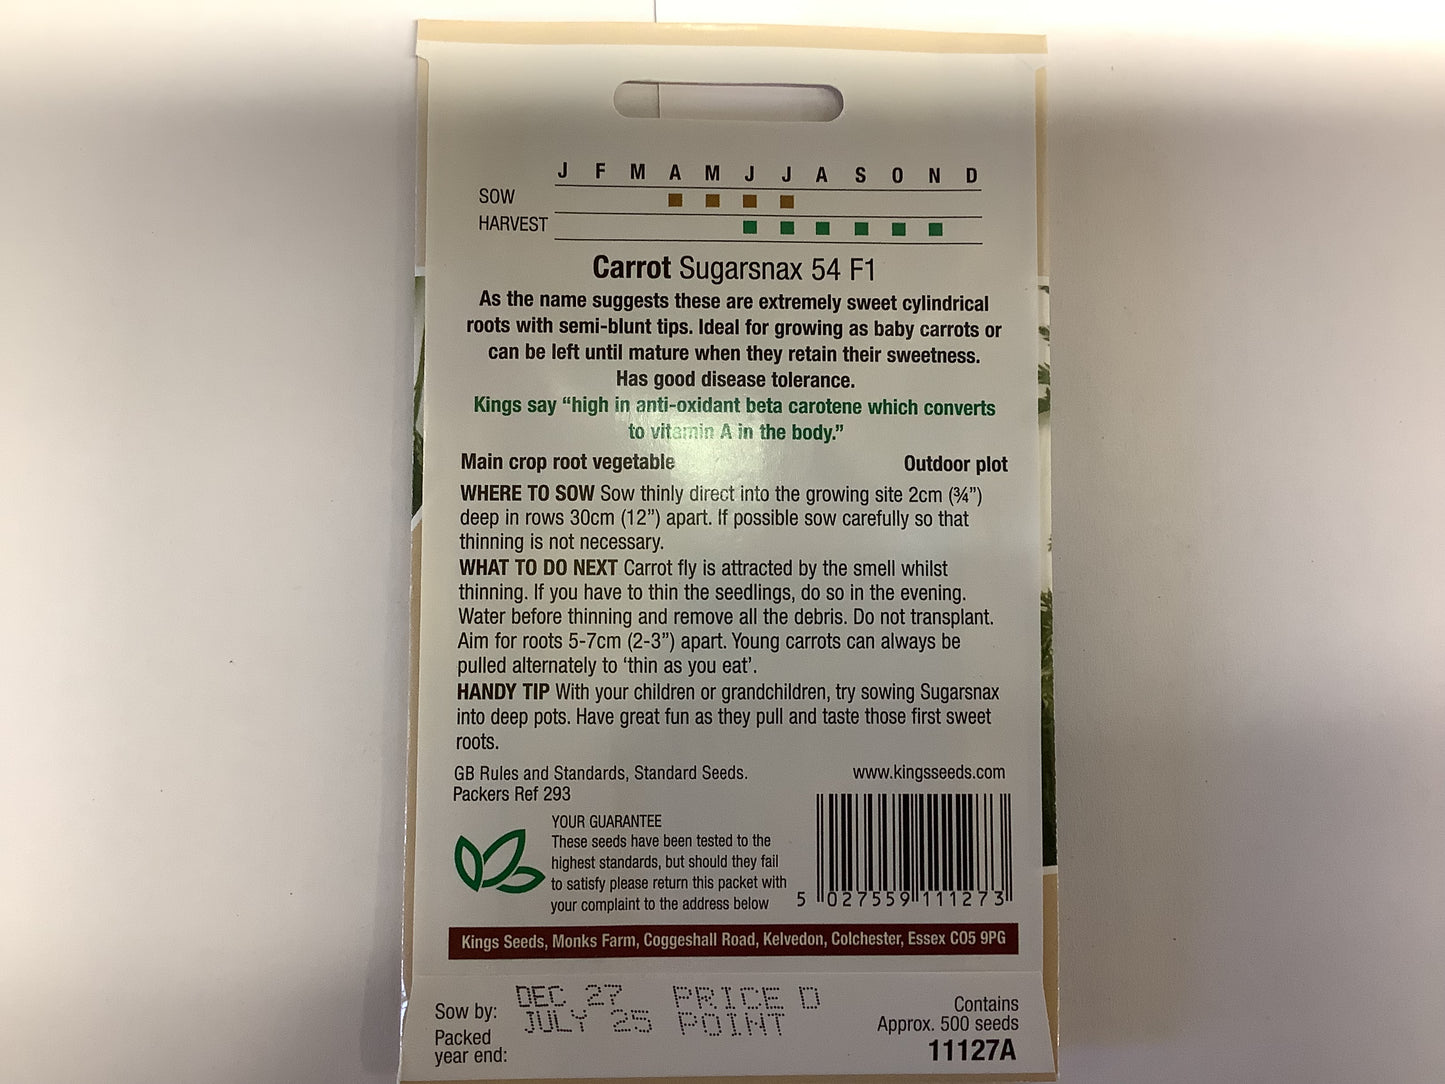 J F M A M J J A S O N D
SOW
HARVEST
Carrot Sugarsnax 54 F1
As the name suggests these are extremely sweet cylindrical
roots with semi-blunt tips. Ideal for growing as baby carrots or
can be left until mature when they retain their sweetness.
Has good disease tolerance.
Kings say “high in anti-oxidant beta carotene which converts
to vitamin A in the body.”
Main crop root vegetable Outdoor plot
WHERE TO SOW Sow thinly direct into the growing site 2cm (¾”)
deep in rows 30cm (12”) apart. If possible sow carefully so that
thinning is not necessary.
WHAT TO DO NEXT Carrot fly is attracted by the smell whilst
thinning. If you have to thin the seedlings, do so in the evening.
Water before thinning and remove all the debris. Do not transplant.
Aim for roots 5-7cm (2-3”) apart. Young carrots can always be
pulled alternately to ‘thin as you eat’.
HANDY TIP With your children or grandchildren, try sowing Sugarsnax
into deep pots. Have great fun as they pull and taste those first sweet
roots.
GB Rules and Standards, Standard Seeds. www.kingsseeds.com
Packers Ref 293
YOUR GUARANTEE
These seeds have been tested to the
highest standards, but should they fail
to satisfy please return this packet with
your complaint to the address below
5 027559 111273
Kings Seeds, Monks Farm, Coggeshall Road, Kelvedon, Colchester, Essex CO5 9PG
Sow by: DEC 27 PRICE D
JULY 25 POINT
Packed
year end:
Contains
Approx. 500 seeds
11127A